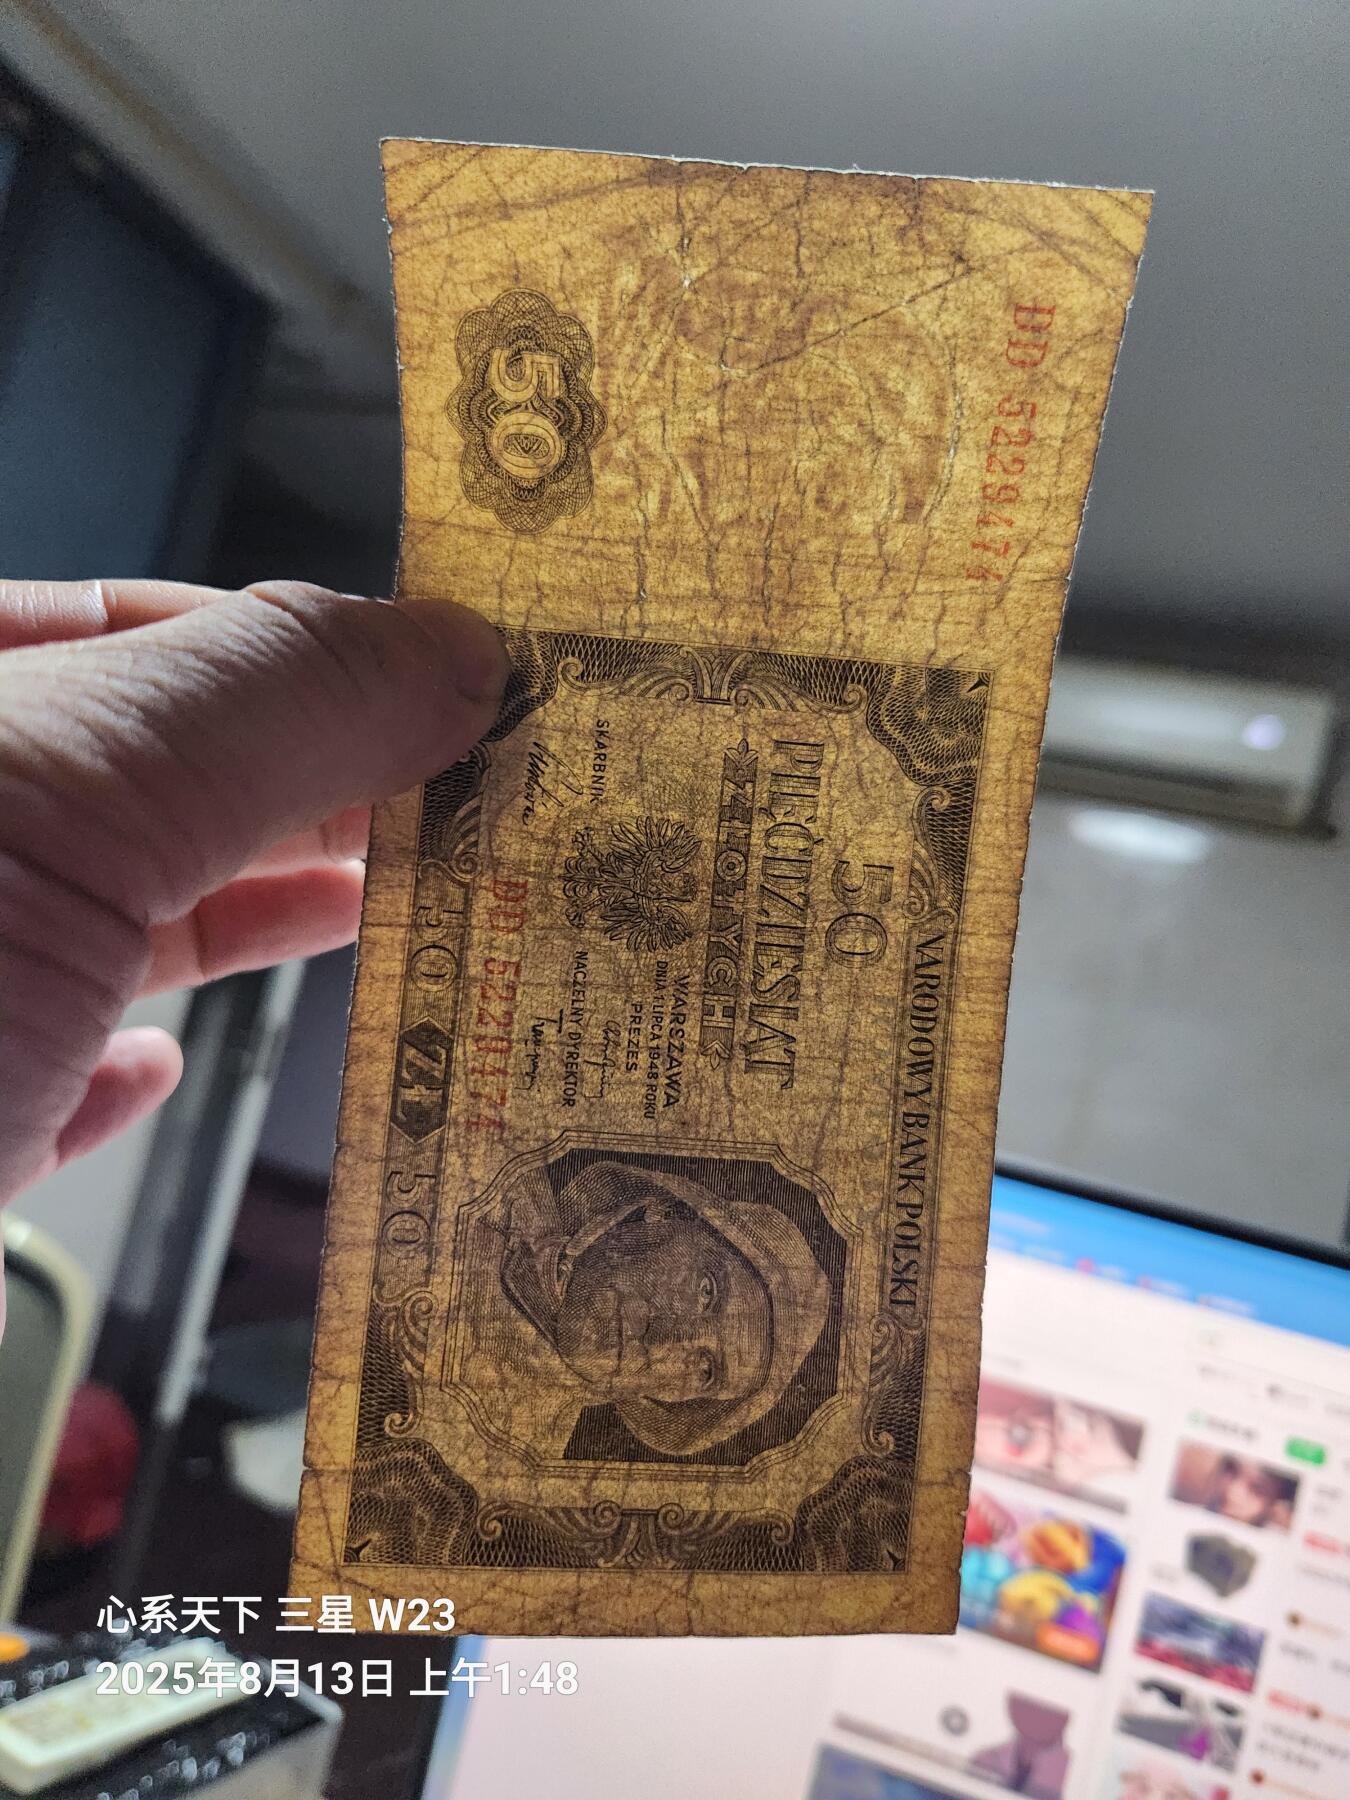 DD 5229474
50
NARODOWY BANK POLSKI
50
PIĘĆDZIESIĄT
ZŁOTYCH
WARSZAWA
DNIA 1 LIPCA 1948 ROKU
PREZES
SKARBNIK
NACZELNY DYREKTOR
DD 5229474
50 ZŁ 50
心系天下 三星 W23
2025年8月13日 上午1:48